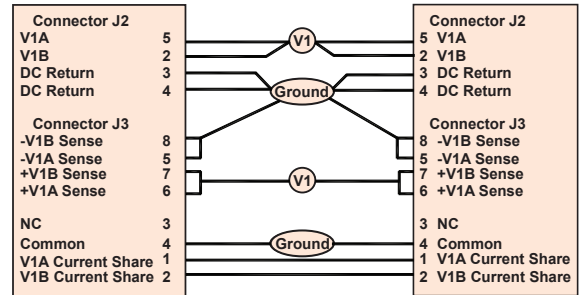 Connector J2
V1A 5
V1B 2
DC Return 3
DC Return 4
Connector J3
-V1B Sense 8
-V1A Sense 5
+V1B Sense 7
+V1A Sense 6
NC 3
Common 4
V1A Current Share 1
V1B Current Share 2
V1
Ground
V1
Ground
Connector J2
5 V1A
2 V1B
3 DC Return
4 DC Return
Connector J3
8 -V1B Sense
5 -V1A Sense
7 +V1B Sense
6 +V1A Sense
3 NC
4 Common
1 V1A Current Share
2 V1B Current Share